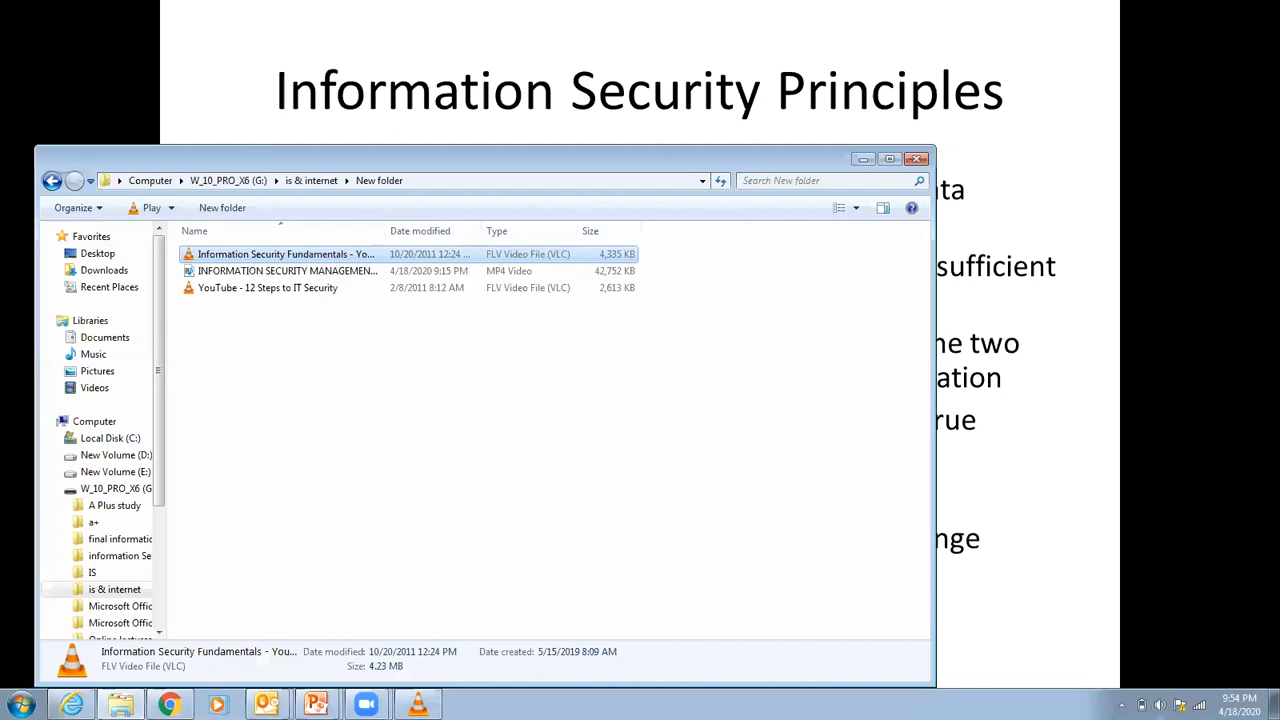 Information Security Principles
Computer W_10_PRO_X6 (G:) is & internet New folder Search New folder
Organize Play New folder
Name Date modified Type Size
Favorites
Desktop
Downloads
Recent Places
Libraries
Documents
Music
Pictures
Videos
Computer
Local Disk (C:)
New Volume (D:)
New Volume (E:)
W_10_PRO_X6 (G
A Plus study
a+
final informatic
information Se
IS
is & internet
Microsoft Offic
Microsoft Offic
Information Security Fundamentals - Yo... 10/20/2011 12:24 ... FLV Video File (VLC) 4,335 KB
INFORMATION SECURITY MANAGEMEN... 4/18/2020 9:15 PM MP4 Video 42,752 KB
YouTube - 12 Steps to IT Security 2/8/2011 8:12 AM FLV Video File (VLC) 2,613 KB
ata
sufficient
he two
ation
rue
nge
Information Security Fundamentals - You... Date modified: 10/20/2011 12:24 PM Date created: 5/15/2019 8:09 AM
FLV Video File (VLC) Size: 4.23 MB
9:54 PM
4/18/2020